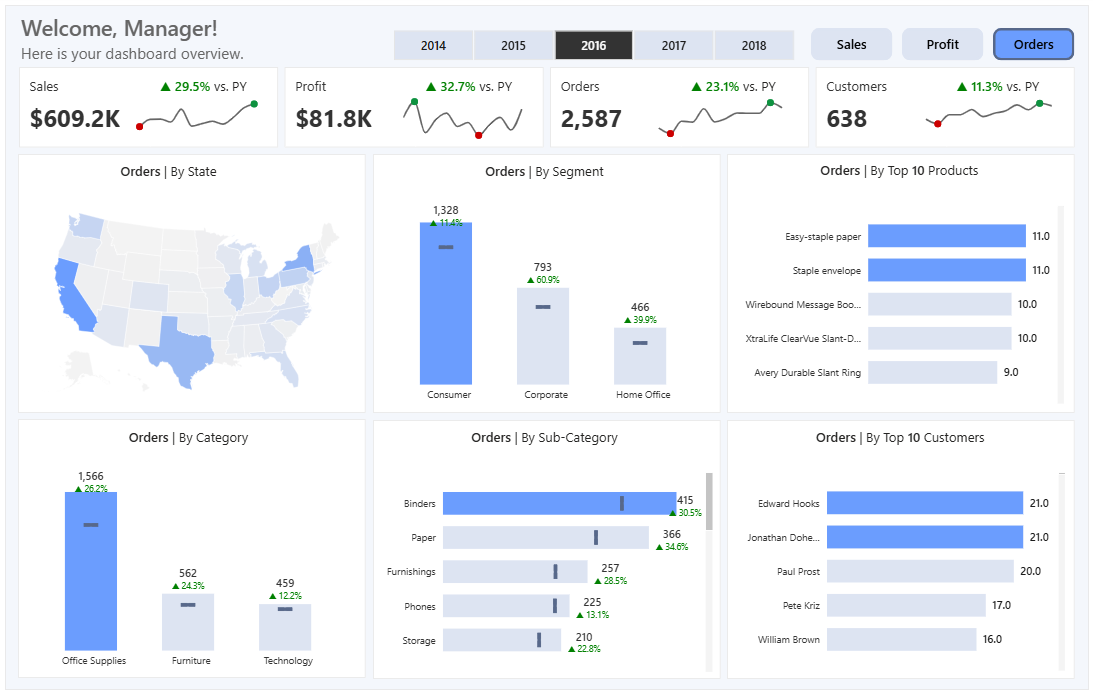 Welcome, Manager!
Here is your dashboard overview.
2014 2015 2016 2017 2018
Sales Profit Orders
Sales ▲ 29.5% vs. PY
$609.2K
Profit ▲ 32.7% vs. PY
$81.8K
Orders ▲ 23.1% vs. PY
2,587
Customers ▲ 11.3% vs. PY
638
Orders | By State
Orders | By Segment
1,328
▲ 11.4%
793
▲ 60.9%
466
▲ 39.9%
Consumer Corporate Home Office
Orders | By Top 10 Products
Easy-staple paper 11.0
Staple envelope 11.0
Wirebound Message Boo... 10.0
XtraLife ClearVue Slant-D... 10.0
Avery Durable Slant Ring 9.0
Orders | By Category
1,566
▲ 26.2%
562
▲ 24.3%
459
▲ 12.2%
Office Supplies Furniture Technology
Orders | By Sub-Category
Binders 415
▲ 30.5%
Paper 366
▲ 34.6%
Furnishings 257
▲ 28.5%
Phones 225
▲ 13.1%
Storage 210
▲ 22.8%
Orders | By Top 10 Customers
Edward Hooks 21.0
Jonathan Dohe... 21.0
Paul Prost 20.0
Pete Kriz 17.0
William Brown 16.0